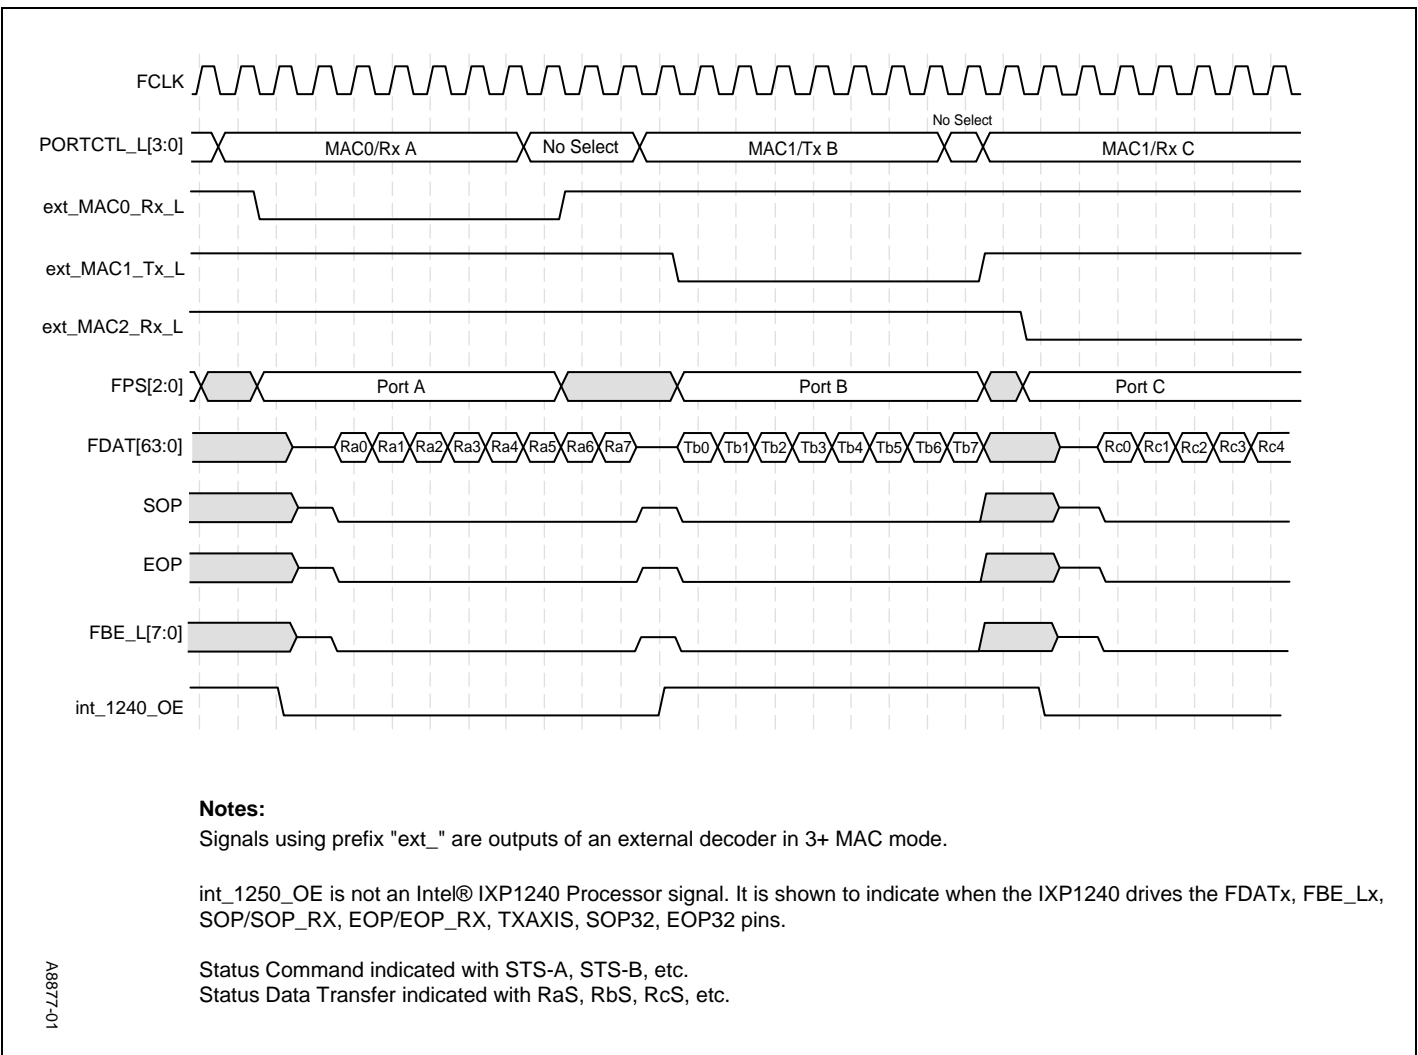 FCLK
No Select
PORTCTL_L[3:0] MAC0/Rx A No Select MAC1/Tx B MAC1/Rx C
ext_MAC0_Rx_L
ext_MAC1_Tx_L
ext_MAC2_Rx_L
FPS[2:0] Port A Port B Port C
FDAT[63:0] Ra0 Ra1 Ra2 Ra3 Ra4 Ra5 Ra6 Ra7 Tb0 Tb1 Tb2 Tb3 Tb4 Tb5 Tb6 Tb7 Rc0 Rc1 Rc2 Rc3 Rc4
SOP
EOP
FBE_L[7:0]
int_1240_OE
Notes:
Signals using prefix "ext_" are outputs of an external decoder in 3+ MAC mode.
int_1250_OE is not an Intel® IXP1240 Processor signal. It is shown to indicate when the IXP1240 drives the FDATx, FBE_Lx,
SOP/SOP_RX, EOP/EOP_RX, TXAXIS, SOP32, EOP32 pins.
Status Command indicated with STS-A, STS-B, etc.
Status Data Transfer indicated with RaS, RbS, RcS, etc.
A8877-01